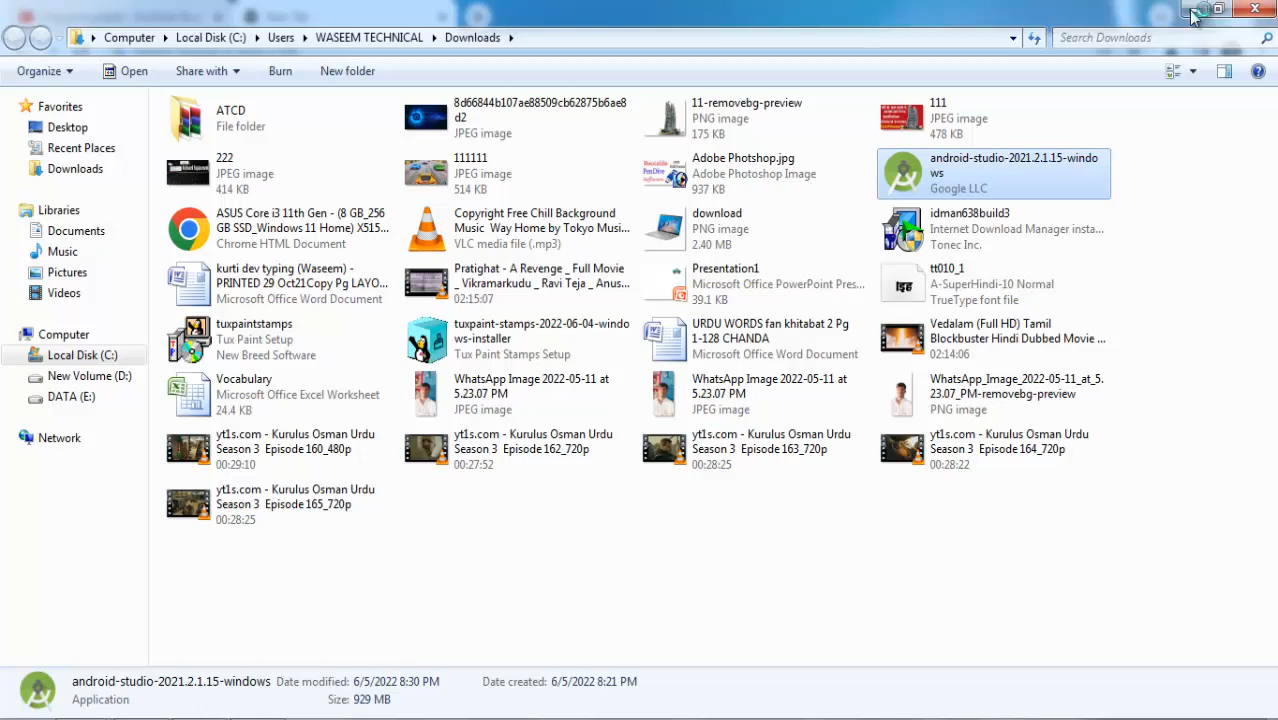 Computer Local Disk (C:) Users WASEEM TECHNICAL Downloads
Search Downloads
Organize Open Share with Burn New folder
Favorites
Desktop
Recent Places
Downloads
Libraries
Documents
Music
Pictures
Videos
Computer
Local Disk (C:)
New Volume (D:)
DATA (E:)
Network
ATCD
File folder
8d66844b107ae88509cb62875b6ae8
d2
JPEG image
11-removebg-preview
PNG image
175 KB
111
JPEG image
478 KB
222
JPEG image
414 KB
111111
JPEG image
514 KB
Adobe Photshop.jpg
Adobe Photoshop Image
937 KB
android-studio-2021.2.1.15-windo
ws
Google LLC
ASUS Core i3 11th Gen - (8 GB_256
GB SSD_Windows 11 Home) X515...
Chrome HTML Document
Copyright Free Chill Background
Music Way Home by Tokyo Musi...
VLC media file (.mp3)
download
PNG image
2.40 MB
idman638build3
Internet Download Manager insta...
Tonec Inc.
kurti dev typing (Waseem) -
PRINTED 29 Oct21Copy Pg LAYO...
Microsoft Office Word Document
Pratighat - A Revenge _ Full Movie
_ Vikramarkudu _ Ravi Teja _ Anus...
02:15:07
Presentation1
Microsoft Office PowerPoint Pres...
39.1 KB
tt010_1
A-SuperHindi-10 Normal
TrueType font file
tuxpaintstamps
Tux Paint Setup
New Breed Software
tuxpaint-stamps-2022-06-04-windo
ws-installer
Tux Paint Stamps Setup
URDU WORDS fan khitabat 2 Pg
1-128 CHANDA
Microsoft Office Word Document
Vedalam (Full HD) Tamil
Blockbuster Hindi Dubbed Movie ...
02:14:06
Vocabulary
Microsoft Office Excel Worksheet
24.4 KB
WhatsApp Image 2022-05-11 at
5.23.07 PM
JPEG image
WhatsApp Image 2022-05-11 at
5.23.07 PM
JPEG image
WhatsApp_Image_2022-05-11_at_5.
23.07_PM-removebg-preview
PNG image
yt1s.com - Kurulus Osman Urdu
Season 3 Episode 160_480p
00:29:10
yt1s.com - Kurulus Osman Urdu
Season 3 Episode 162_720p
00:27:52
yt1s.com - Kurulus Osman Urdu
Season 3 Episode 163_720p
00:28:25
yt1s.com - Kurulus Osman Urdu
Season 3 Episode 164_720p
00:28:22
yt1s.com - Kurulus Osman Urdu
Season 3 Episode 165_720p
00:28:25
android-studio-2021.2.1.15-windows Date modified: 6/5/2022 8:30 PM Date created: 6/5/2022 8:21 PM
Application Size: 929 MB